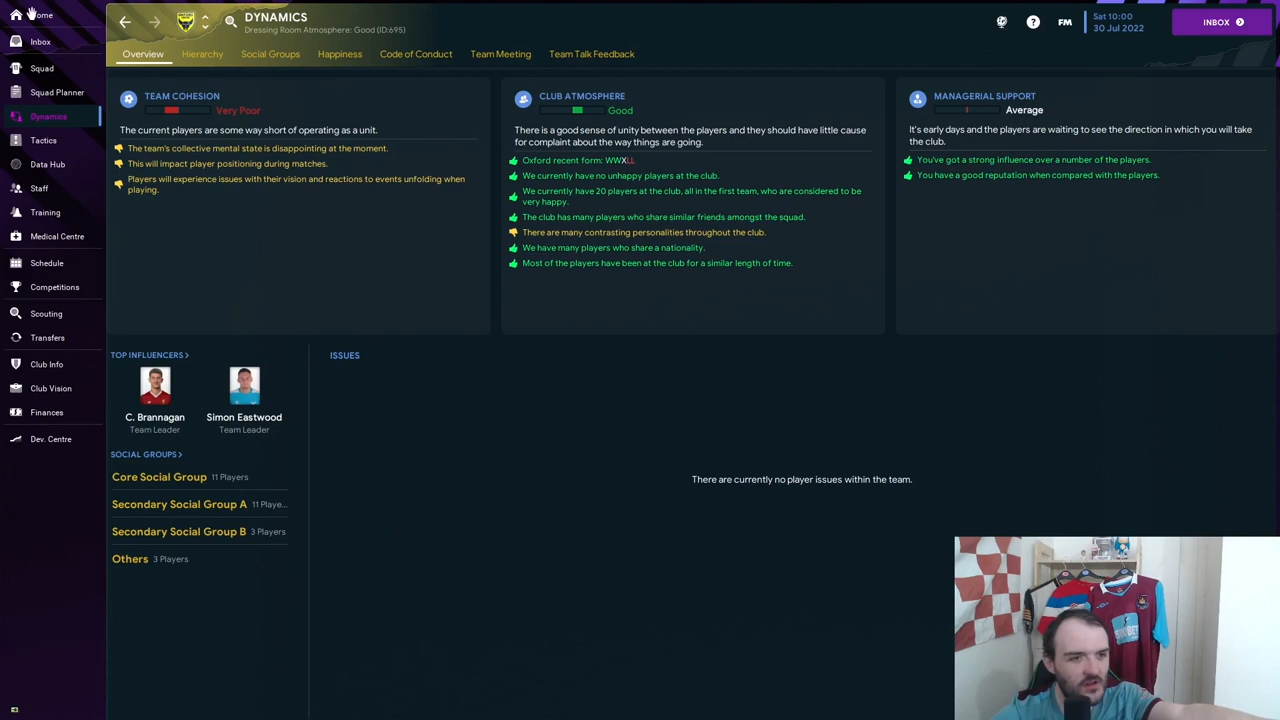 Home
Inbox
Squad
Squad Planner
Dynamics
Tactics
Data Hub
Staff
Training
Medical Centre
Schedule
Competitions
Scouting
Transfers
Club Info
Club Vision
Finances
Dev. Centre
DYNAMICS
Dressing Room Atmosphere: Good (ID:695)
FM
Sat 10:00
30 Jul 2022
INBOX
Overview
Hierarchy
Social Groups
Happiness
Code of Conduct
Team Meeting
Team Talk Feedback
TEAM COHESION
Very Poor
The current players are some way short of operating as a unit.
The team's collective mental state is disappointing at the moment.
This will impact player positioning during matches.
Players will experience issues with their vision and reactions to events unfolding when
playing.
CLUB ATMOSPHERE
Good
There is a good sense of unity between the players and they should have little cause
for complaint about the way things are going.
Oxford recent form: WWXLL
We currently have no unhappy players at the club.
We currently have 20 players at the club, all in the first team, who are considered to be
very happy.
The club has many players who share similar friends amongst the squad.
There are many contrasting personalities throughout the club.
We have many players who share a nationality.
Most of the players have been at the club for a similar length of time.
MANAGERIAL SUPPORT
Average
It's early days and the players are waiting to see the direction in which you will take
the club.
You've got a strong influence over a number of the players.
You have a good reputation when compared with the players.
TOP INFLUENCERS >
C. Brannagan
Team Leader
Simon Eastwood
Team Leader
SOCIAL GROUPS >
Core Social Group 11 Players
Secondary Social Group A 11 Playe...
Secondary Social Group B 3 Players
Others 3 Players
ISSUES
There are currently no player issues within the team.